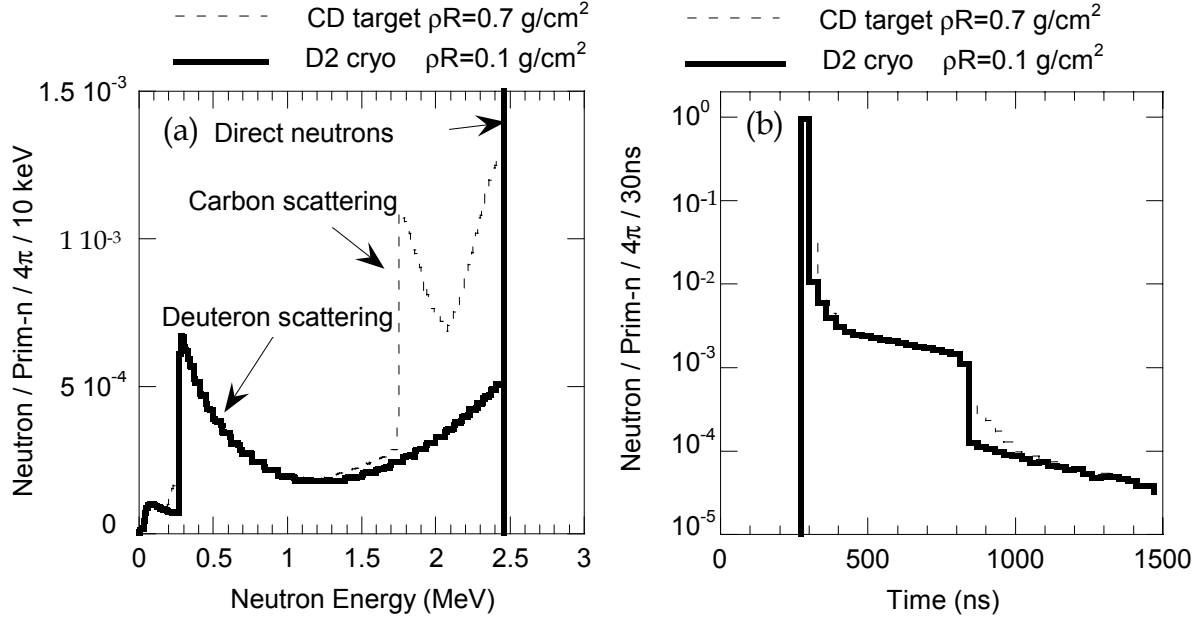 CD target ρR=0.7 g/cm²
D2 cryo ρR=0.1 g/cm²
1.5 10⁻³
1 10⁻³
5 10⁻⁴
0
Neutron / Prim-n / 4π / 10 keV
(a)
Direct neutrons
Carbon scattering
Deuteron scattering
0 0.5 1 1.5 2 2.5 3
Neutron Energy (MeV)
CD target ρR=0.7 g/cm²
D2 cryo ρR=0.1 g/cm²
10⁰
10⁻¹
10⁻²
10⁻³
10⁻⁴
10⁻⁵
Neutron / Prim-n / 4π / 30ns
(b)
0 500 1000 1500
Time (ns)